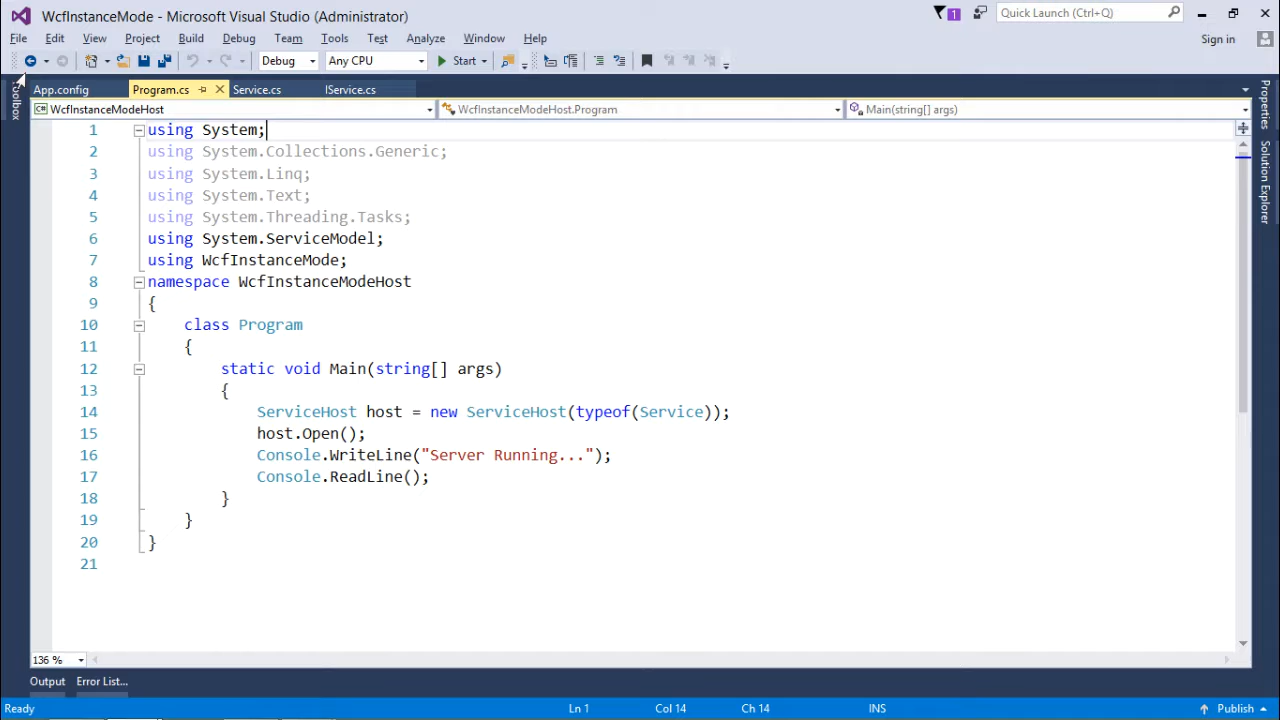 WcfInstanceMode - Microsoft Visual Studio (Administrator)
1
Quick Launch (Ctrl+Q)
File Edit View Project Build Debug Team Tools Test Analyze Window Help
Sign in
Debug Any CPU Start
App.config Program.cs Service.cs IService.cs
WcfInstanceModeHost WcfInstanceModeHost.Program Main(string[] args)
Toolbox
Properties
Solution Explorer
1 using System;
2 using System.Collections.Generic;
3 using System.Linq;
4 using System.Text;
5 using System.Threading.Tasks;
6 using System.ServiceModel;
7 using WcfInstanceMode;
8 namespace WcfInstanceModeHost
9 {
10 class Program
11 {
12 static void Main(string[] args)
13 {
14 ServiceHost host = new ServiceHost(typeof(Service));
15 host.Open();
16 Console.WriteLine("Server Running...");
17 Console.ReadLine();
18 }
19 }
20 }
21
136 %
Output Error List...
Ready Ln 1 Col 14 Ch 14 INS Publish